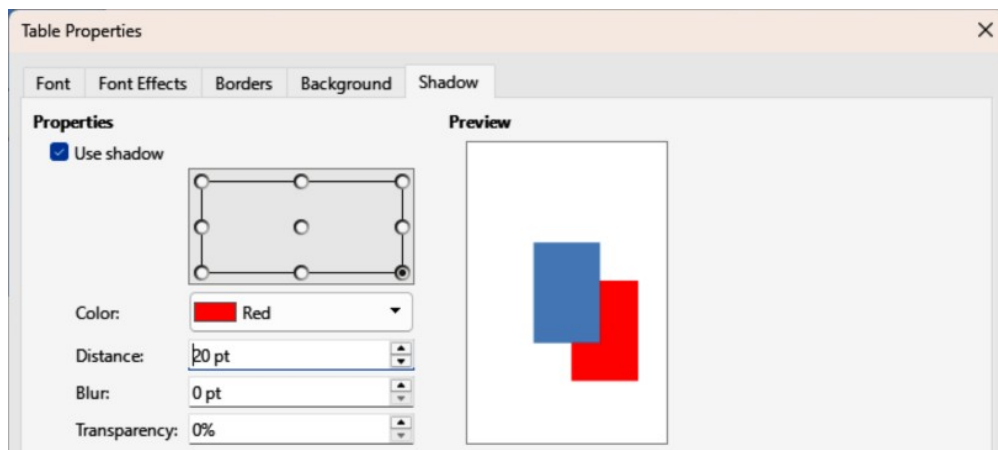 Table Properties
Font Font Effects Borders Background Shadow
Properties
Use shadow
Color: Red
Distance: 20 pt
Blur: 0 pt
Transparency: 0%
Preview